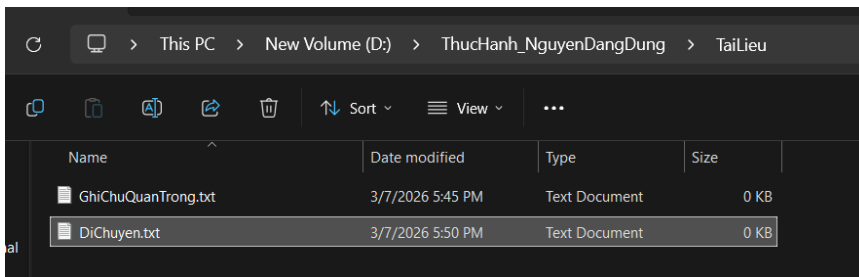 This PC > New Volume (D:) > ThucHanh_NguyenDangDung > TaiLieu
Sort View •••
Name Date modified Type Size
GhiChuQuanTrong.txt 3/7/2026 5:45 PM Text Document 0 KB
DiChuyen.txt 3/7/2026 5:50 PM Text Document 0 KB